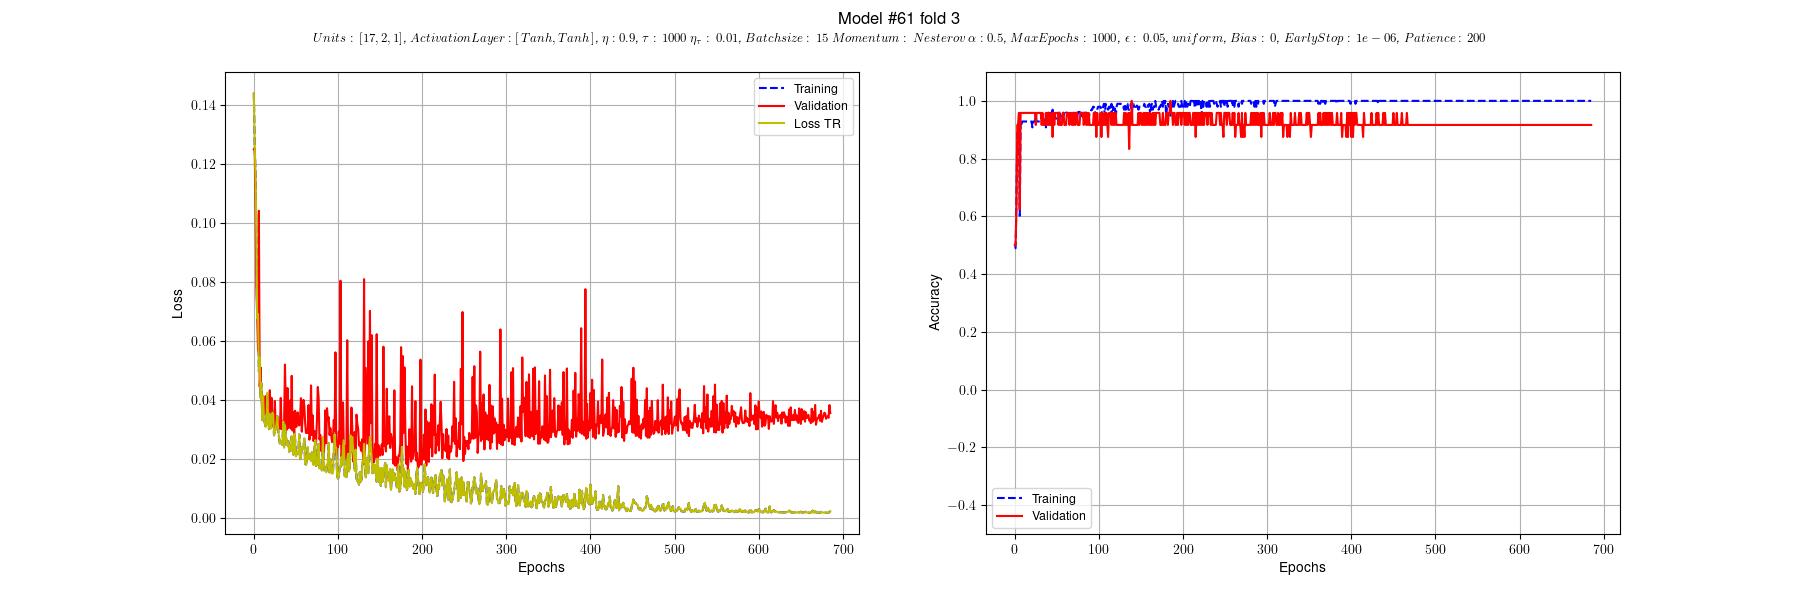 Model #61 fold 3
Units : [17, 2, 1], ActivationLayer : [Tanh, Tanh], η : 0.9, τ : 1000 ητ : 0.01, Batchsize : 15 Momentum : Nesterov α : 0.5, MaxEpochs : 1000, ϵ : 0.05, uniform, Bias : 0, EarlyStop : 1e − 06, Patience : 200
Loss
0.14
0.12
0.10
0.08
0.06
0.04
0.02
0.00
Training
Validation
Loss TR
0 100 200 300 400 500 600 700
Epochs
Accuracy
1.0
0.8
0.6
0.4
0.2
0.0
−0.2
−0.4
Training
Validation
0 100 200 300 400 500 600 700
Epochs